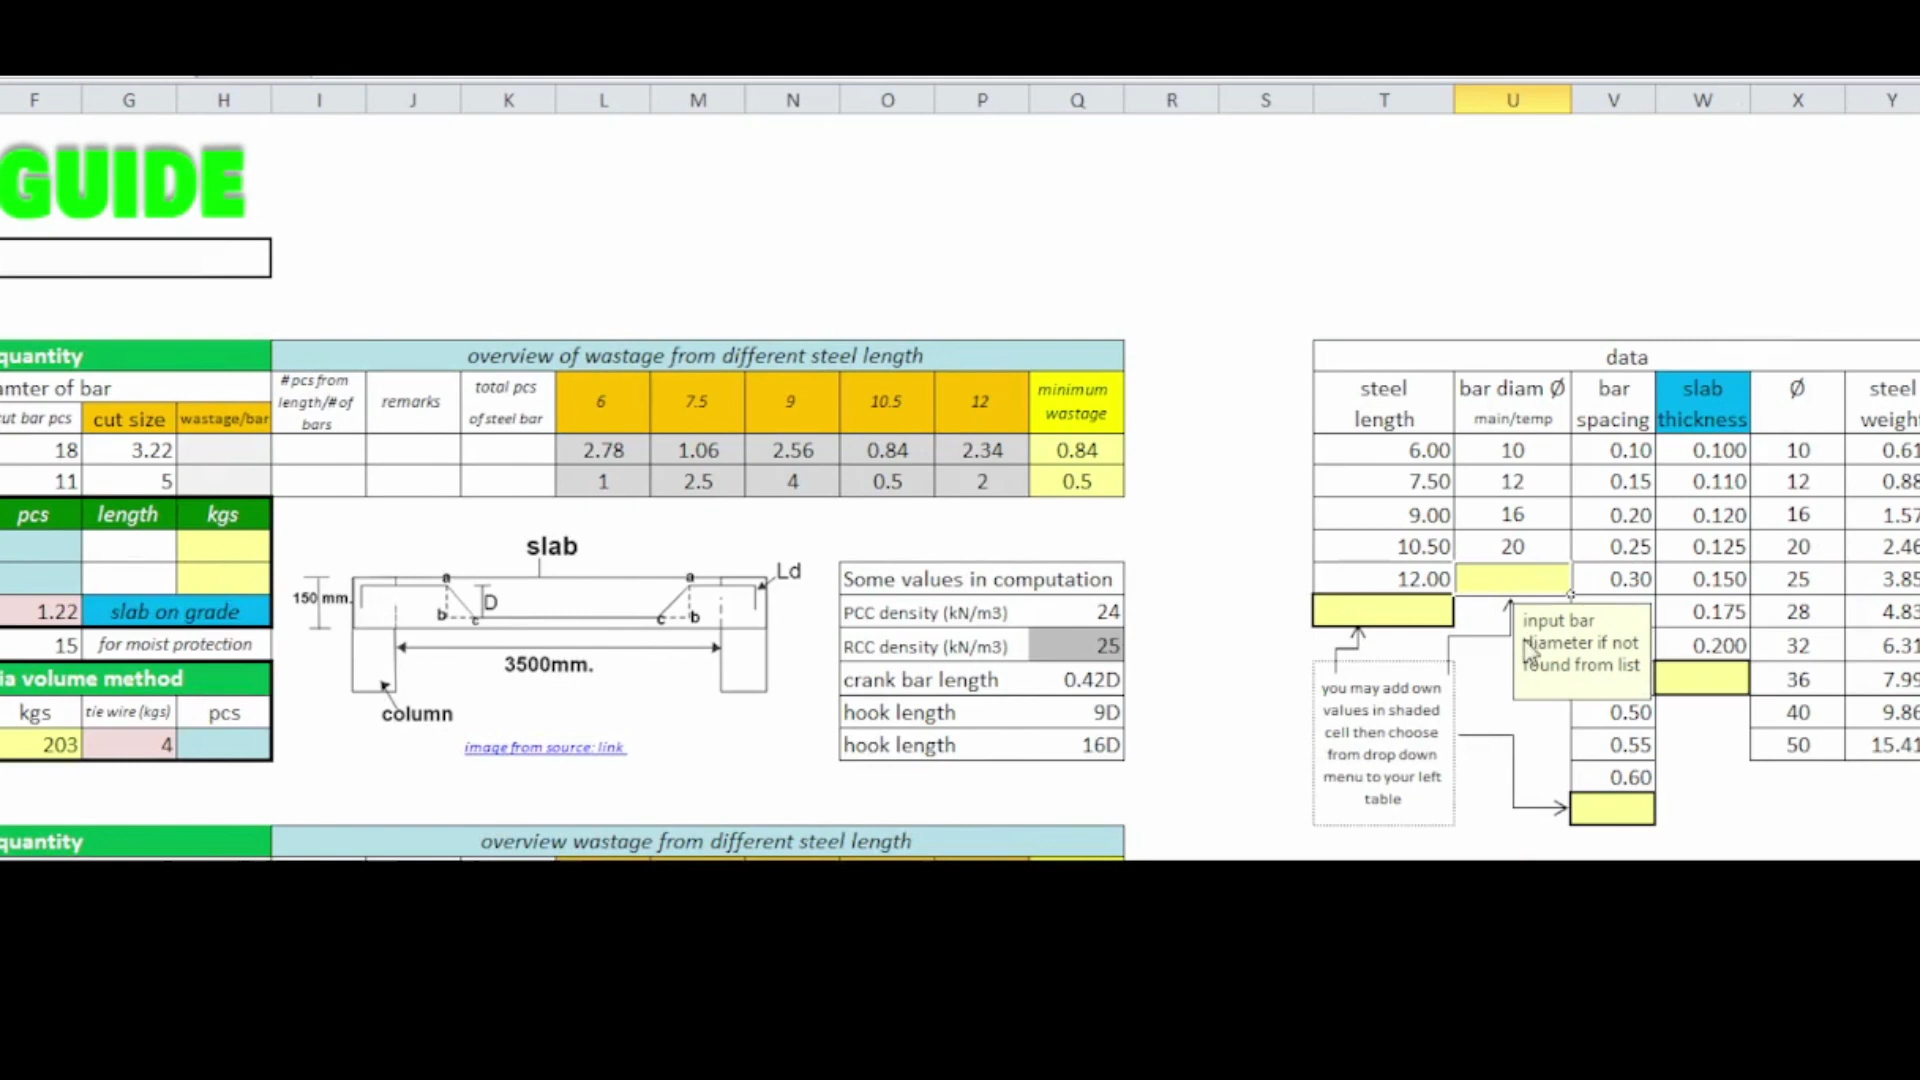 F G H I J K L M N O P Q R S T U V W X Y
GUIDE
quantity overview of wastage from different steel length
amter of bar # pcs from length/# of bars remarks total pcs of steel bar 6 7.5 9 10.5 12 minimum wastage
cut bar pcs cut size wastage/bar
18 3.22 2.78 1.06 2.56 0.84 2.34 0.84
11 5 1 2.5 4 0.5 2 0.5
pcs length kgs
1.22 slab on grade
15 for moist protection
ia volume method
kgs tie wire (kgs) pcs
203 4
slab
a a Ld
150 mm. D
b c c b
3500mm.
column
image from source: link
Some values in computation
PCC density (kN/m3) 24
RCC density (kN/m3) 25
crank bar length 0.42D
hook length 9D
hook length 16D
data
steel bar diam Ø bar slab Ø steel
length main/temp spacing thickness weight
6.00 10 0.10 0.100 10 0.61
7.50 12 0.15 0.110 12 0.88
9.00 16 0.20 0.120 16 1.57
10.50 20 0.25 0.125 20 2.46
12.00 0.30 0.150 25 3.85
0.175 28 4.83
0.200 32 6.31
36 7.99
0.50 40 9.86
0.55 50 15.41
0.60
input bar
diameter if not
found from list
you may add own
values in shaded
cell then choose
from drop down
menu to your left
table
quantity overview wastage from different steel length